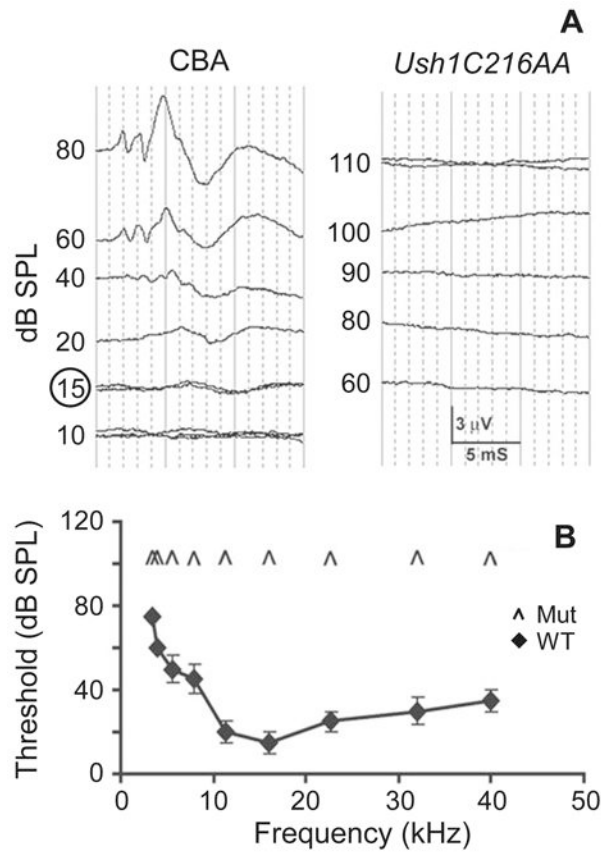 A
CBA
Ush1C216AA
dB SPL
80
60
40
20
15
10
110
100
90
80
60
3 μV
5 mS
B
Threshold (dB SPL)
120
80
40
0
^ Mut
◆ WT
0 10 20 30 40 50
Frequency (kHz)